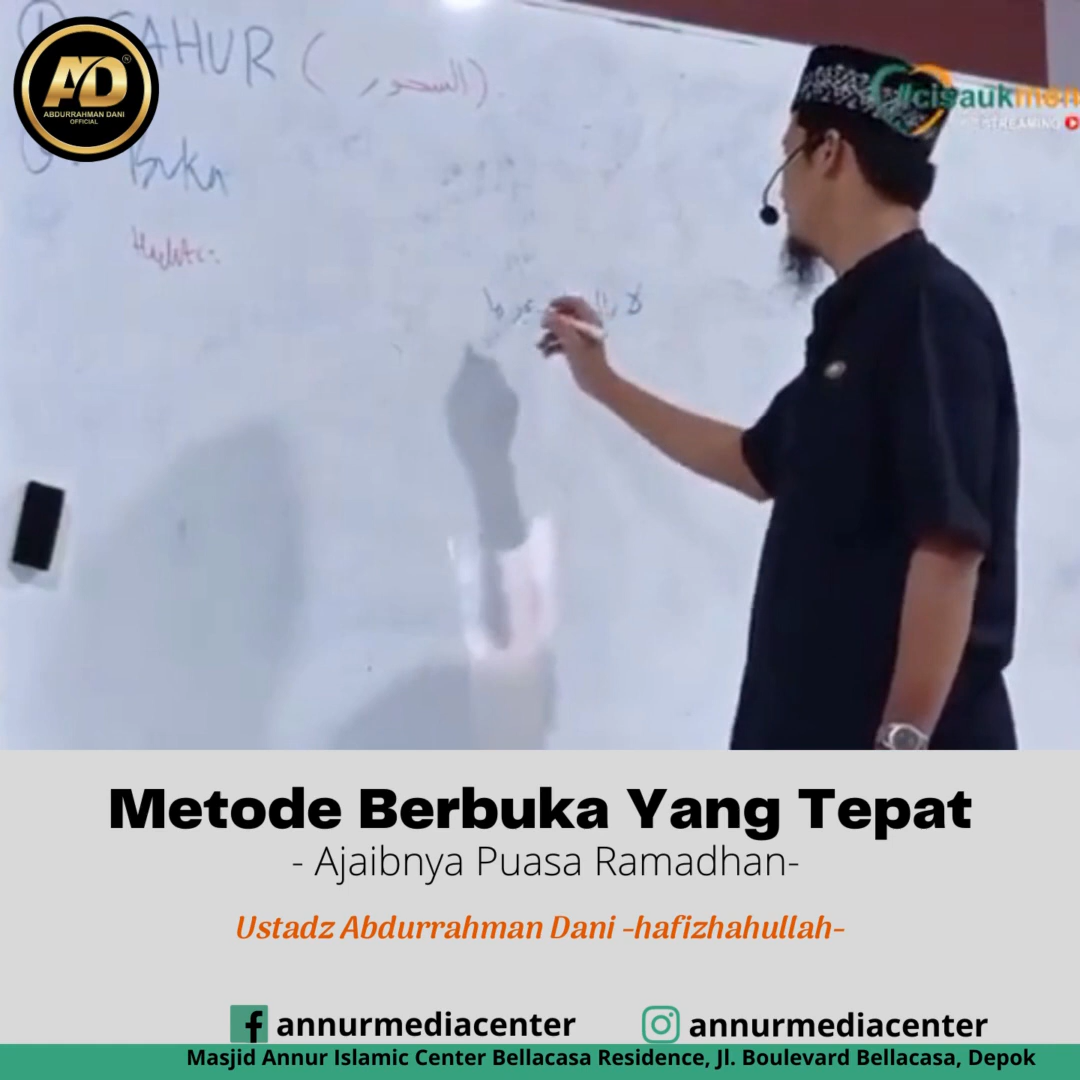 SAHUR (السحور)
AD
ABDURRAHMAN DANI
OFFICIAL
#cisaukmen
STREAMING
Buka
Metode Berbuka Yang Tepat
- Ajaibnya Puasa Ramadhan-
Ustadz Abdurrahman Dani -hafizhahullah-
annurmediacenter
annurmediacenter
Masjid Annur Islamic Center Bellacasa Residence, Jl. Boulevard Bellacasa, Depok